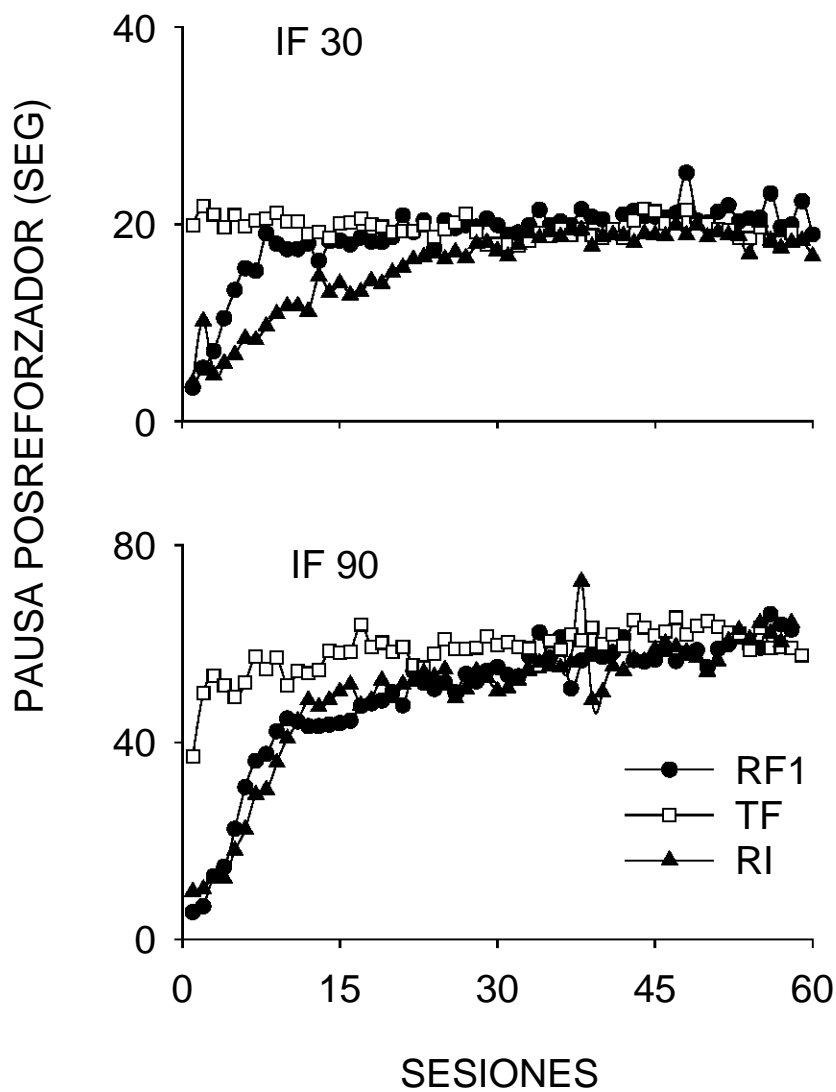 PAUSA POSREFORZADOR (SEG)
IF 30
40
20
0
IF 90
80
40
0
RF1
TF
RI
0 15 30 45 60
SESIONES